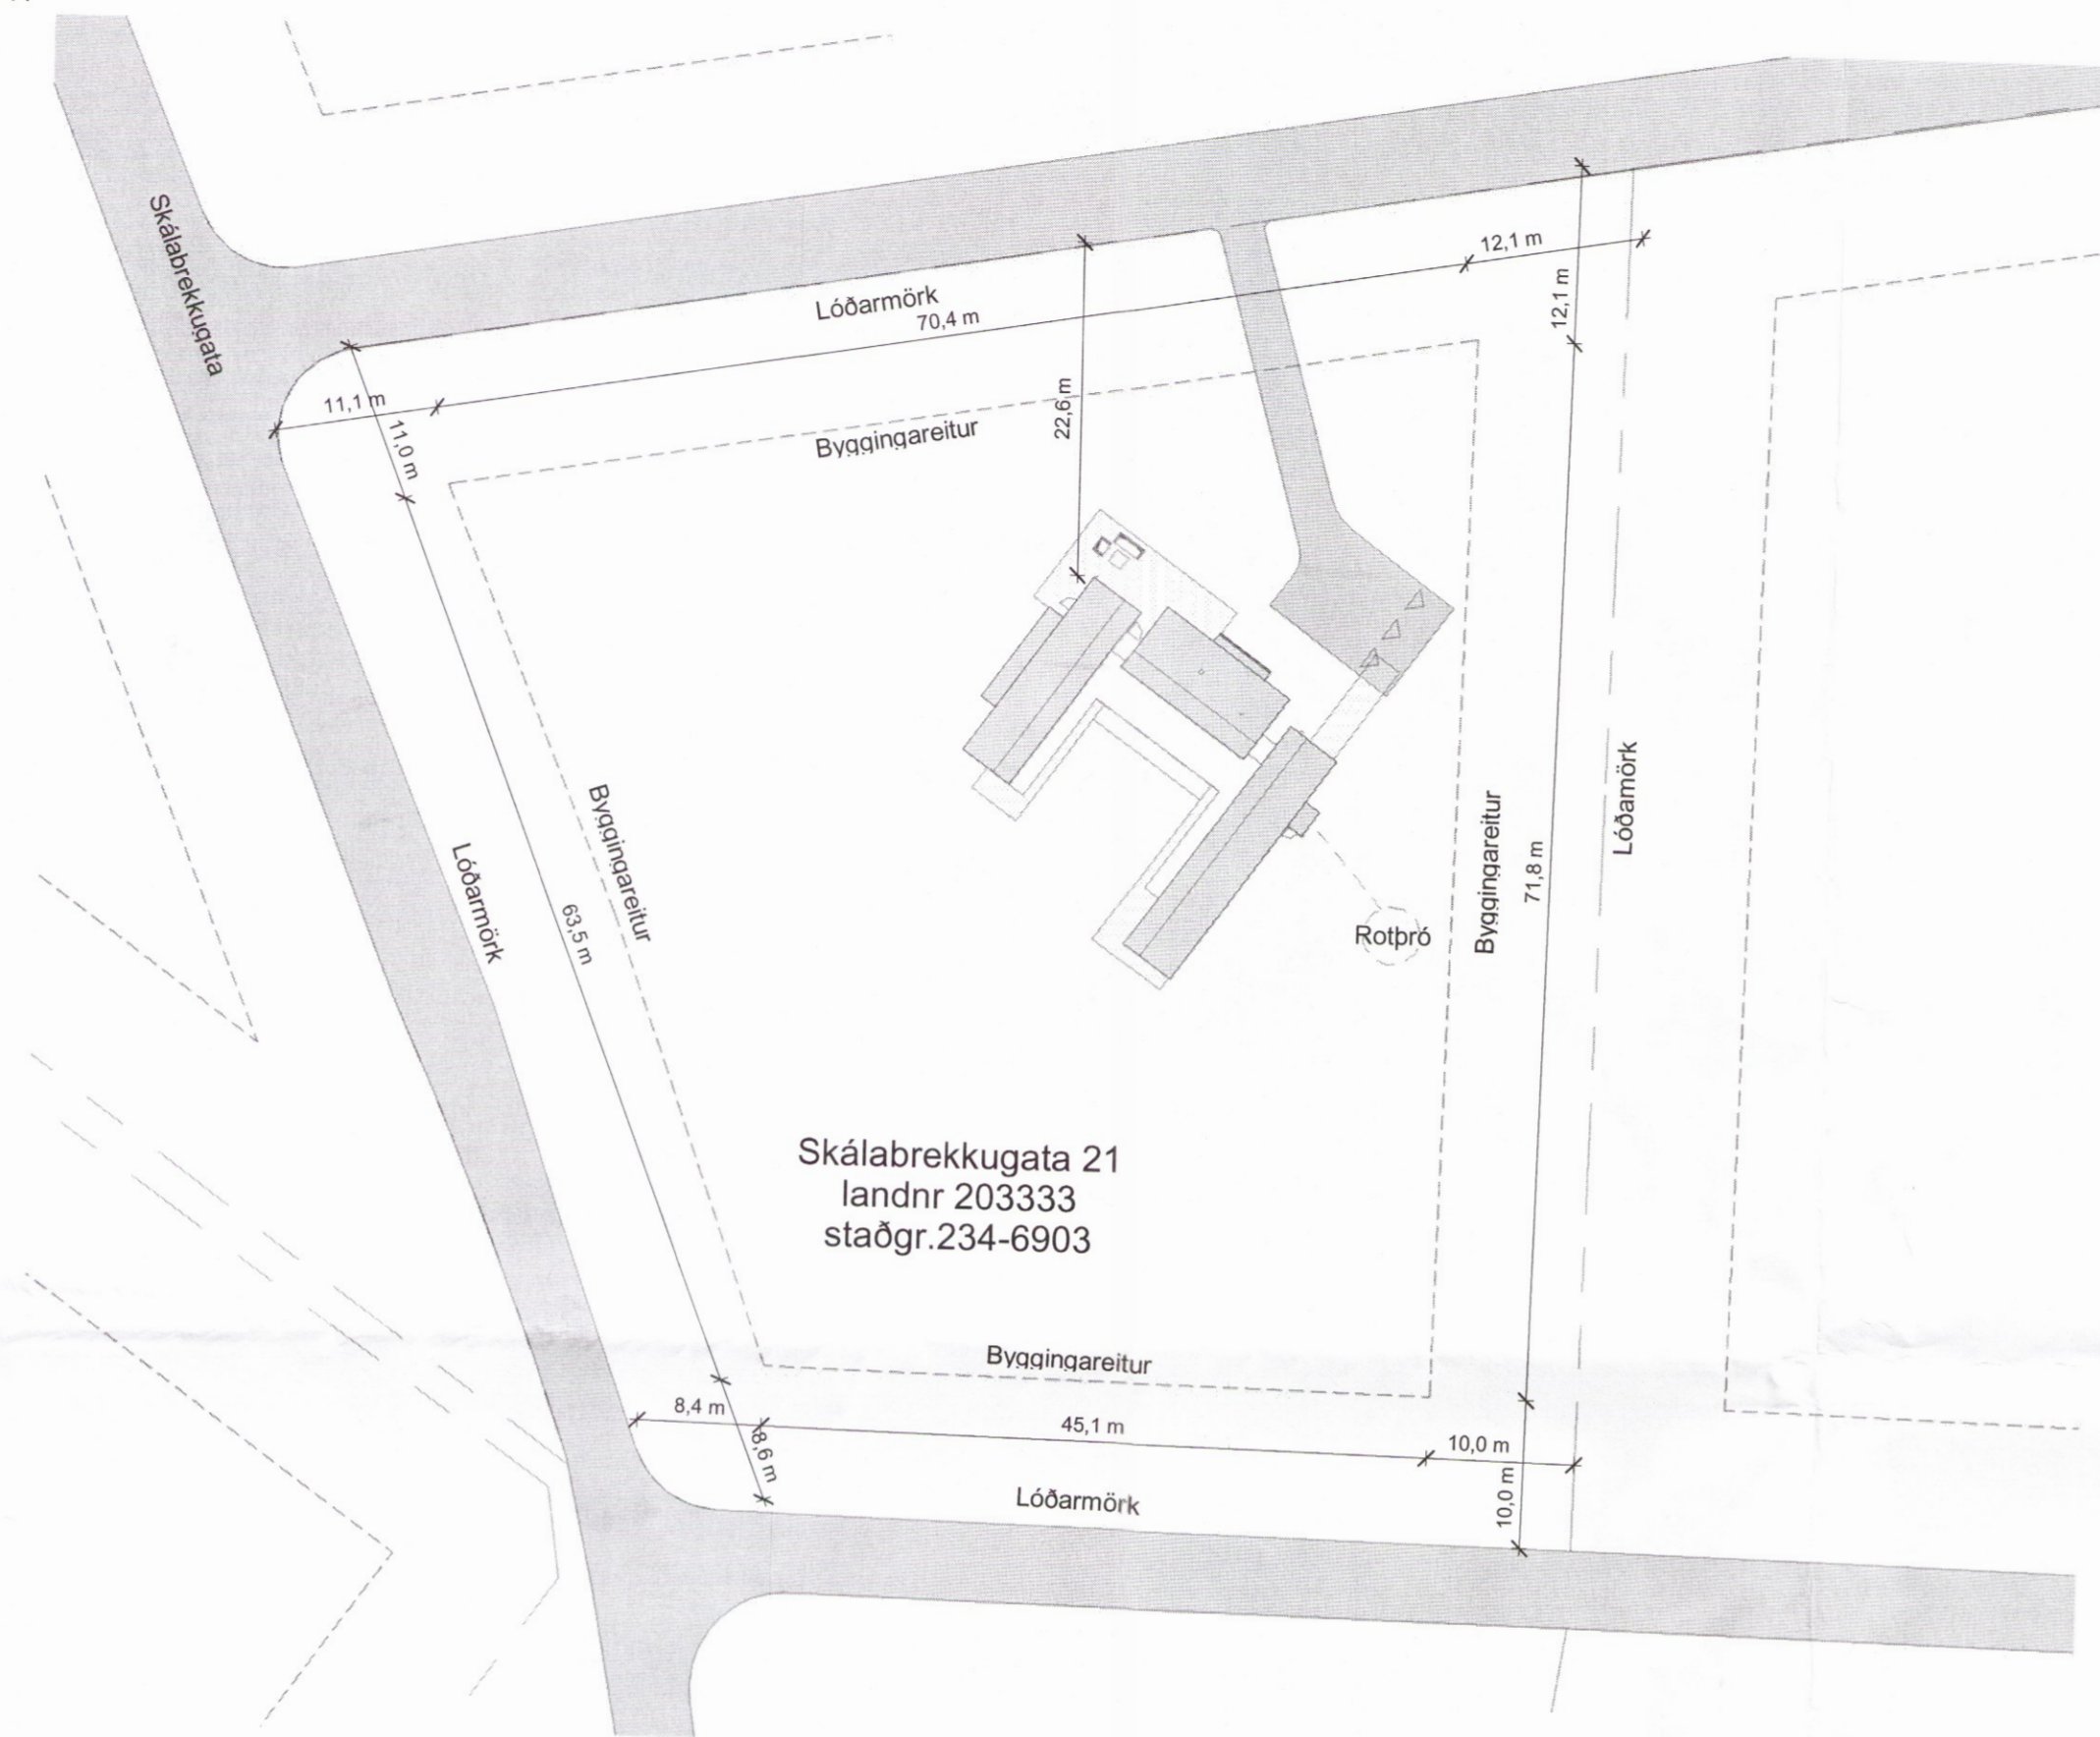 Skálabrekkugata
Lóðarmörk
70,4 m
12,1 m
12,1 m
11,1 m
11,0 m
22,6 m
Byggingareitur
Byggingareitur
Lóðarmörk
63,5 m
Byggingareitur
71,8 m
Lóðamörk
Rotþró
Skálabrekkugata 21
landnr 203333
staðgr.234-6903
Byggingareitur
8,4 m
8,6 m
45,1 m
10,0 m
10,0 m
Lóðarmörk